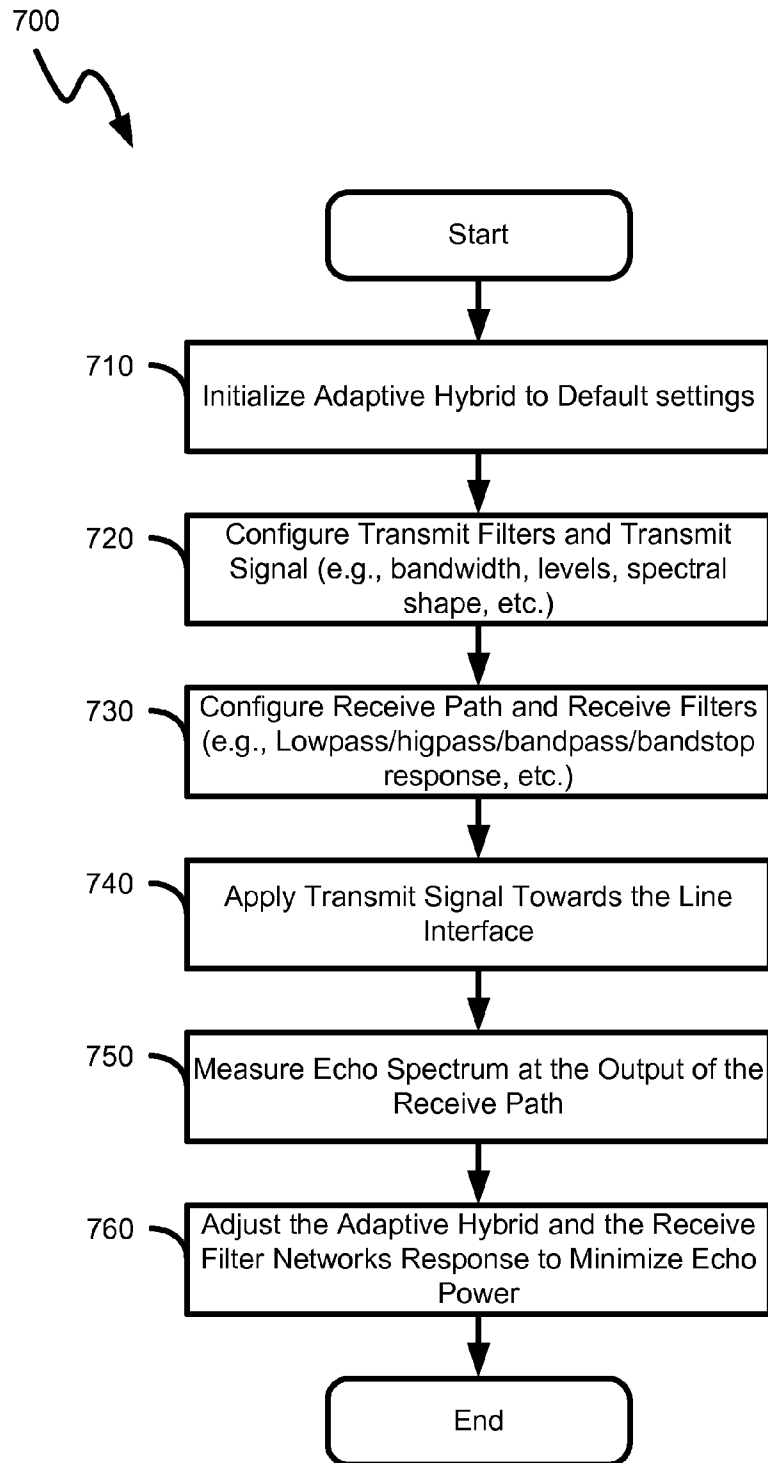 700
Start
710
Initialize Adaptive Hybrid to Default settings
720
Configure Transmit Filters and Transmit
Signal (e.g., bandwidth, levels, spectral
shape, etc.)
730
Configure Receive Path and Receive Filters
(e.g., Lowpass/higpass/bandpass/bandstop
response, etc.)
740
Apply Transmit Signal Towards the Line
Interface
750
Measure Echo Spectrum at the Output of the
Receive Path
760
Adjust the Adaptive Hybrid and the Receive
Filter Networks Response to Minimize Echo
Power
End